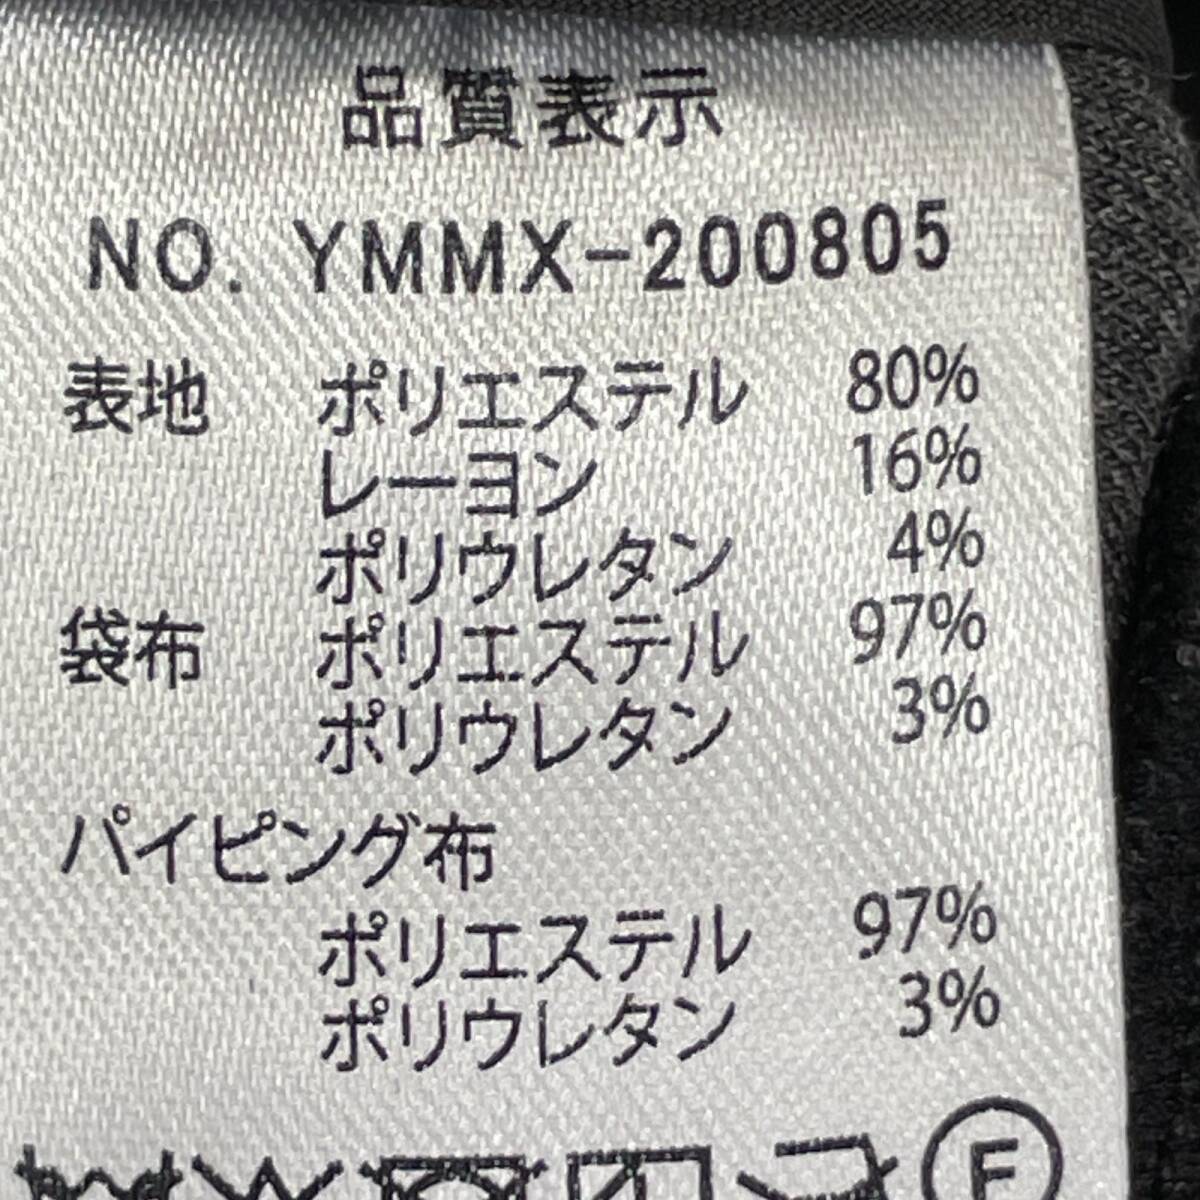 品質表示
NO. YMMX-200805
表地 ポリエステル 80%
レーヨン 16%
ポリウレタン 4%
袋布 ポリエステル 97%
ポリウレタン 3%
パイピング布
ポリエステル 97%
ポリウレタン 3%
F